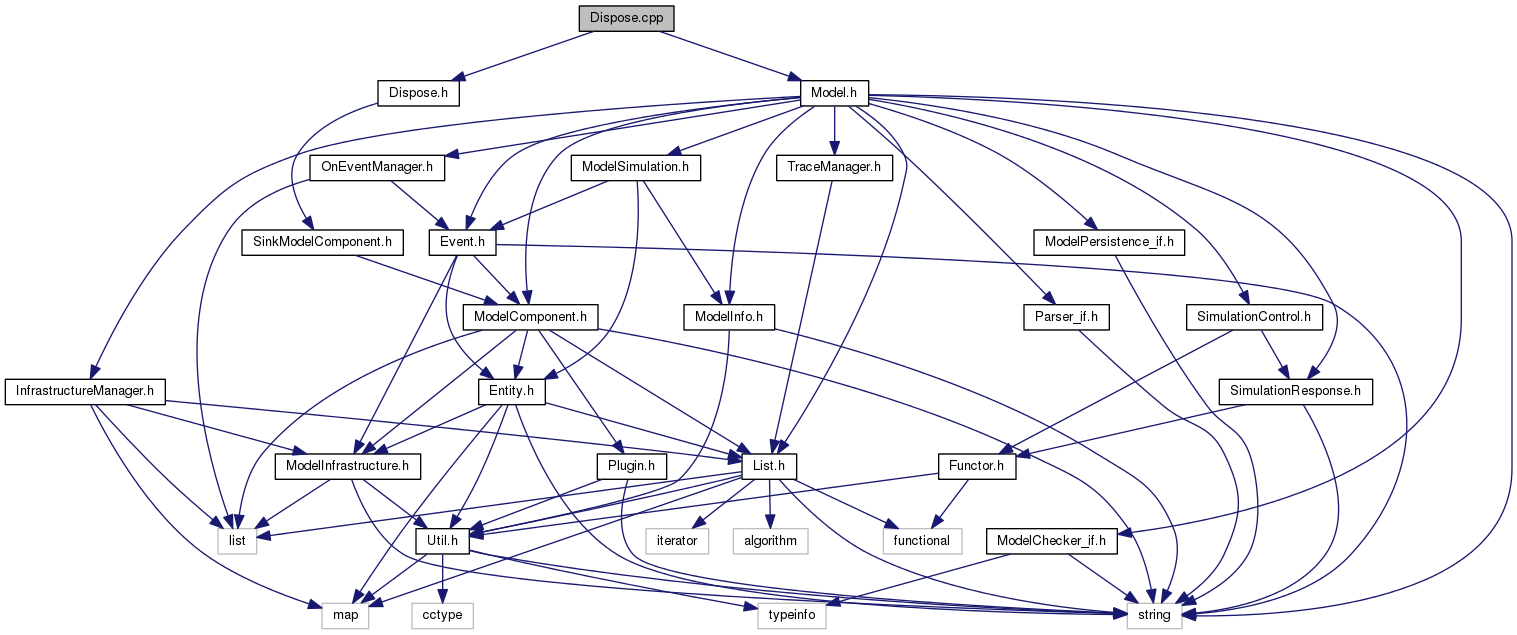 Dispose.cpp
Dispose.h
Model.h
OnEventManager.h
ModelSimulation.h
TraceManager.h
SinkModelComponent.h
Event.h
ModelPersistence_if.h
ModelComponent.h
ModelInfo.h
Parser_if.h
SimulationControl.h
InfrastructureManager.h
Entity.h
SimulationResponse.h
ModelInfrastructure.h
Plugin.h
List.h
Functor.h
list
Util.h
iterator
algorithm
functional
ModelChecker_if.h
map
cctype
typeinfo
string